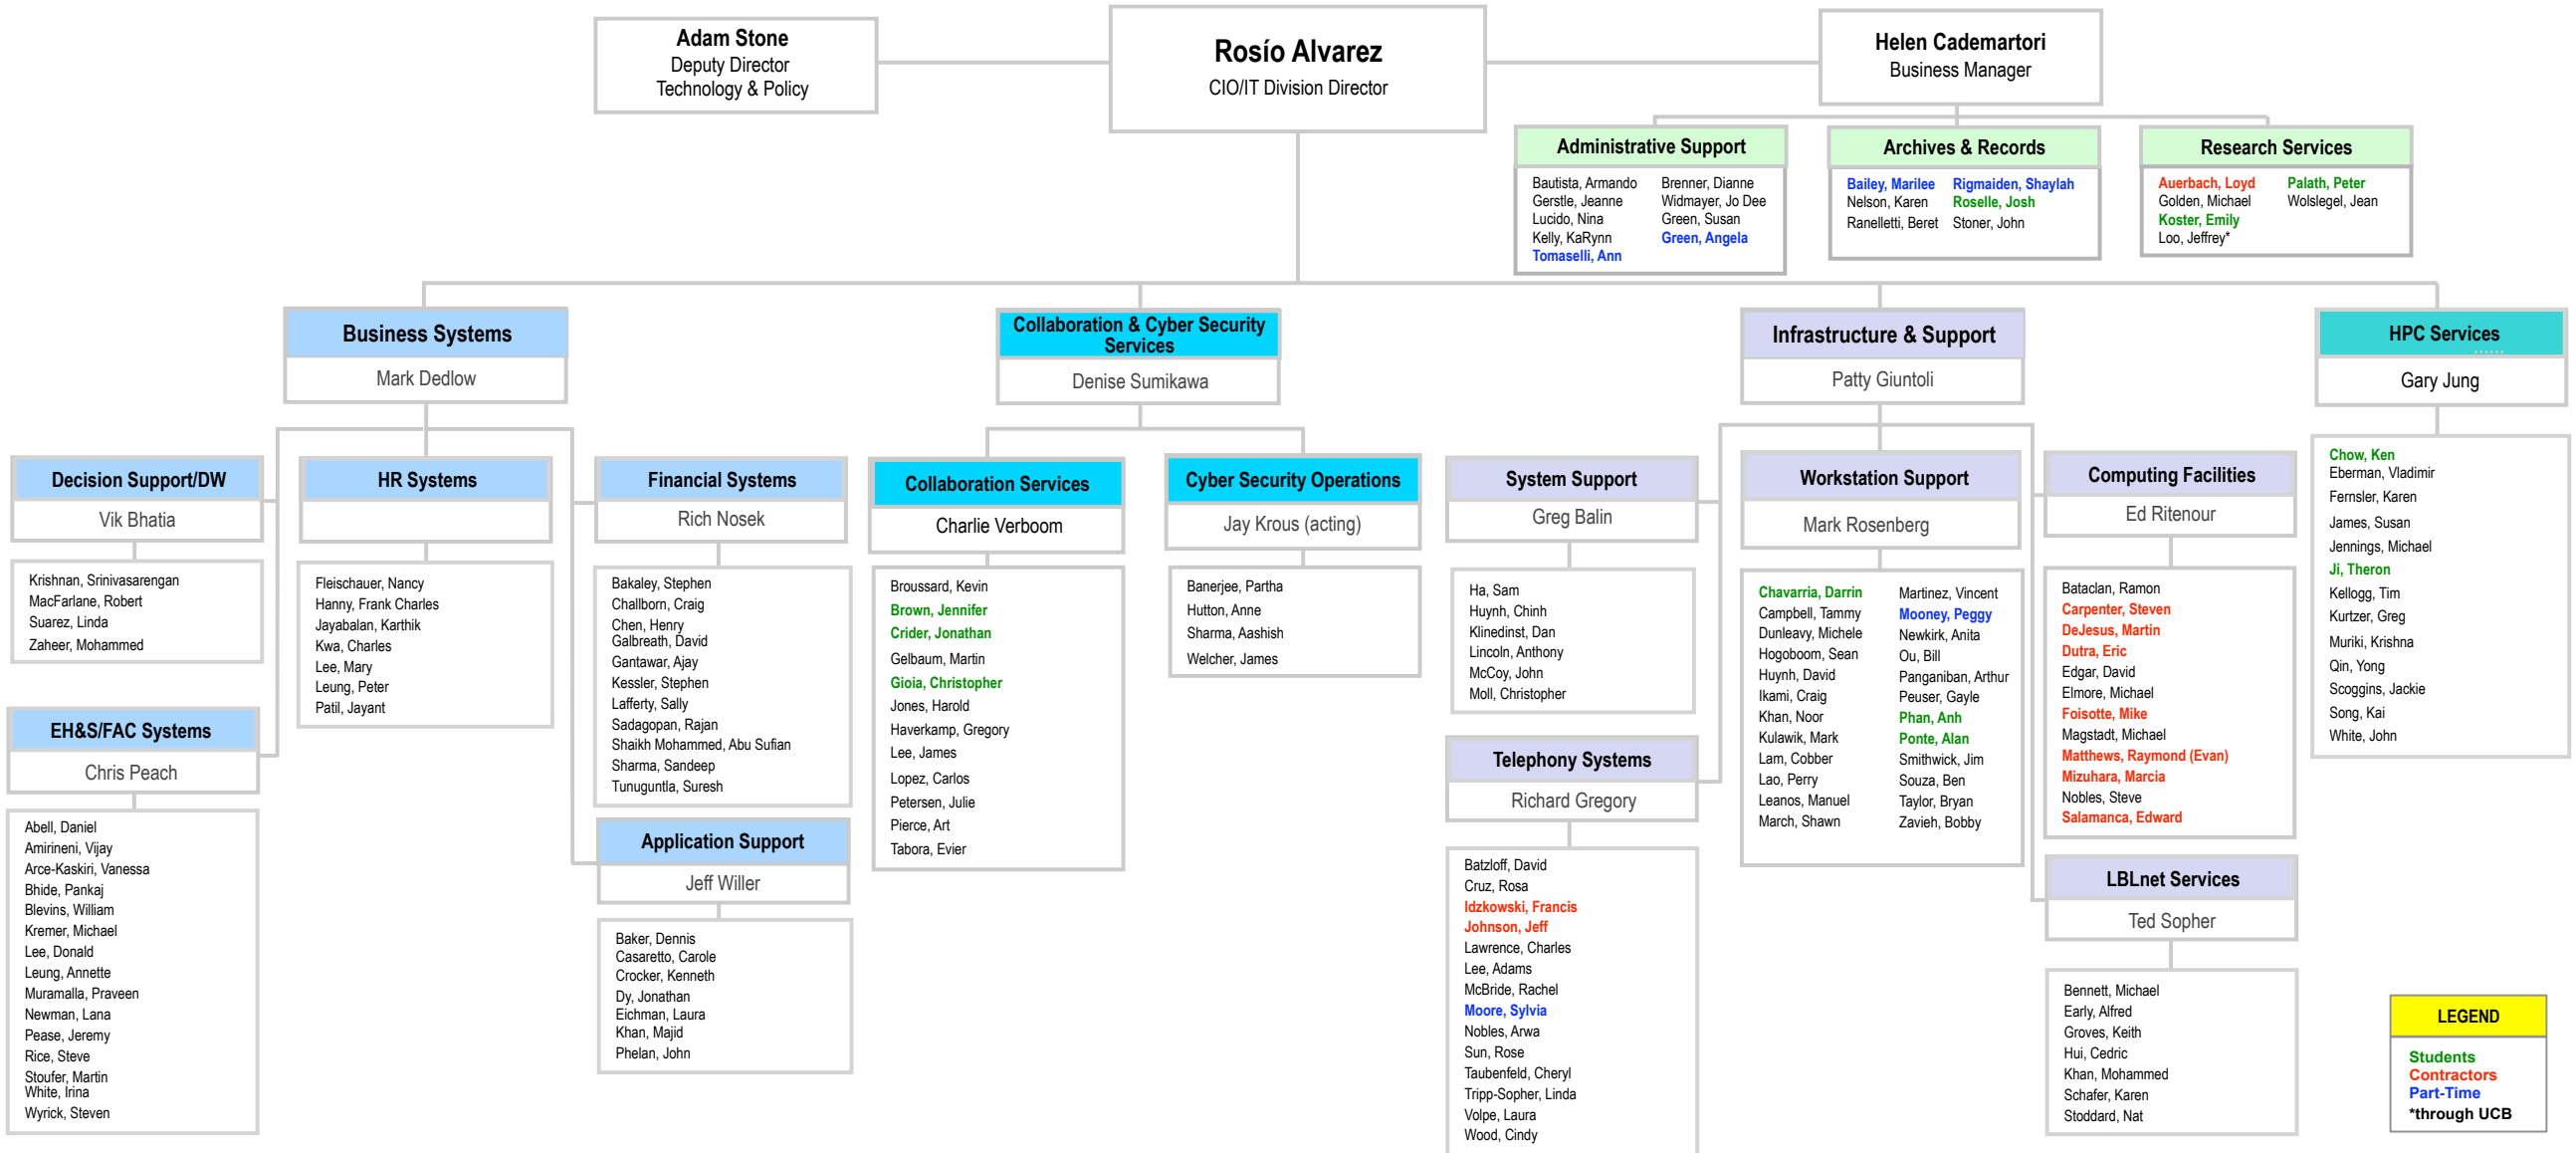 Adam Stone
Deputy Director
Technology & Policy
Rosío Alvarez
CIO/IT Division Director
Helen Cademartori
Business Manager
Administrative Support
Bautista, Armando
Gerstle, Jeanne
Lucido, Nina
Kelly, KaRynn
Tomaselli, Ann
Brenner, Dianne
Widmayer, Jo Dee
Green, Susan
Green, Angela
Archives & Records
Bailey, Marilee
Nelson, Karen
Ranelletti, Beret
Rigmaiden, Shaylah
Roselle, Josh
Stoner, John
Research Services
Auerbach, Loyd
Golden, Michael
Koster, Emily
Loo, Jeffrey*
Palath, Peter
Wolslegel, Jean
Business Systems
Mark Dedlow
Collaboration & Cyber Security
Services
Denise Sumikawa
Infrastructure & Support
Patty Giuntoli
HPC Services
Gary Jung
Decision Support/DW
Vik Bhatia
Krishnan, Srinivasarengan
MacFarlane, Robert
Suarez, Linda
Zaheer, Mohammed
EH&S/FAC Systems
Chris Peach
Abell, Daniel
Amirineni, Vijay
Arce-Kaskiri, Vanessa
Bhide, Pankaj
Blevins, William
Kremer, Michael
Lee, Donald
Leung, Annette
Muramalla, Praveen
Newman, Lana
Pease, Jeremy
Rice, Steve
Stoufer, Martin
White, Irina
Wyrick, Steven
HR Systems
Fleischauer, Nancy
Hanny, Frank Charles
Jayabalan, Karthik
Kwa, Charles
Lee, Mary
Leung, Peter
Patil, Jayant
Financial Systems
Rich Nosek
Bakaley, Stephen
Challborn, Craig
Chen, Henry
Galbreath, David
Gantawar, Ajay
Kessler, Stephen
Lafferty, Sally
Sadagopan, Rajan
Shaikh Mohammed, Abu Sufian
Sharma, Sandeep
Tunuguntla, Suresh
Application Support
Jeff Willer
Baker, Dennis
Casaretto, Carole
Crocker, Kenneth
Dy, Jonathan
Eichman, Laura
Khan, Majid
Phelan, John
Collaboration Services
Charlie Verboom
Broussard, Kevin
Brown, Jennifer
Crider, Jonathan
Gelbaum, Martin
Gioia, Christopher
Jones, Harold
Haverkamp, Gregory
Lee, James
Lopez, Carlos
Petersen, Julie
Pierce, Art
Tabora, Evier
Cyber Security Operations
Jay Krous (acting)
Banerjee, Partha
Hutton, Anne
Sharma, Aashish
Welcher, James
System Support
Greg Balin
Ha, Sam
Huynh, Chinh
Klinedinst, Dan
Lincoln, Anthony
McCoy, John
Moll, Christopher
Telephony Systems
Richard Gregory
Batzloff, David
Cruz, Rosa
Idzkowski, Francis
Johnson, Jeff
Lawrence, Charles
Lee, Adams
McBride, Rachel
Moore, Sylvia
Nobles, Arwa
Sun, Rose
Taubenfeld, Cheryl
Tripp-Sopher, Linda
Volpe, Laura
Wood, Cindy
Workstation Support
Mark Rosenberg
Chavarria, Darrin
Campbell, Tammy
Dunleavy, Michele
Hogoboom, Sean
Huynh, David
Ikami, Craig
Khan, Noor
Kulawik, Mark
Lam, Cobber
Lao, Perry
Leanos, Manuel
March, Shawn
Martinez, Vincent
Mooney, Peggy
Newkirk, Anita
Ou, Bill
Panganiban, Arthur
Peuser, Gayle
Phan, Anh
Ponte, Alan
Smithwick, Jim
Souza, Ben
Taylor, Bryan
Zavieh, Bobby
Computing Facilities
Ed Ritenour
Bataclan, Ramon
Carpenter, Steven
DeJesus, Martin
Dutra, Eric
Edgar, David
Elmore, Michael
Foisotte, Mike
Magstadt, Michael
Matthews, Raymond (Evan)
Mizuhara, Marcia
Nobles, Steve
Salamanca, Edward
LBLnet Services
Ted Sopher
Bennett, Michael
Early, Alfred
Groves, Keith
Hui, Cedric
Khan, Mohammed
Schafer, Karen
Stoddard, Nat
Chow, Ken
Eberman, Vladimir
Fernsler, Karen
James, Susan
Jennings, Michael
Ji, Theron
Kellogg, Tim
Kurtzer, Greg
Muriki, Krishna
Qin, Yong
Scoggins, Jackie
Song, Kai
White, John
LEGEND
Students
Contractors
Part-Time
*through UCB